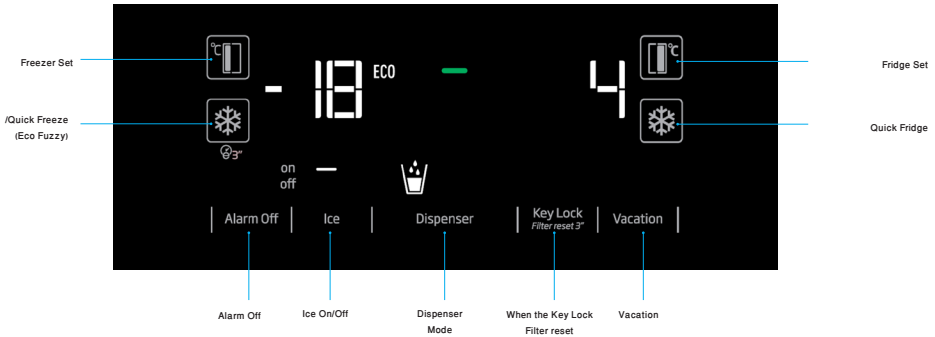 Freezer Set
℃
- 18
ECO
4
℃
Fridge Set
/Quick Freeze
(Eco Fuzzy)
3"
Quick Fridge
on
off
Alarm Off
Ice
Dispenser
Key Lock
Filter reset 3"
Vacation
Alarm Off
Ice On/Off
Dispenser
Mode
When the Key Lock
Filter reset
Vacation